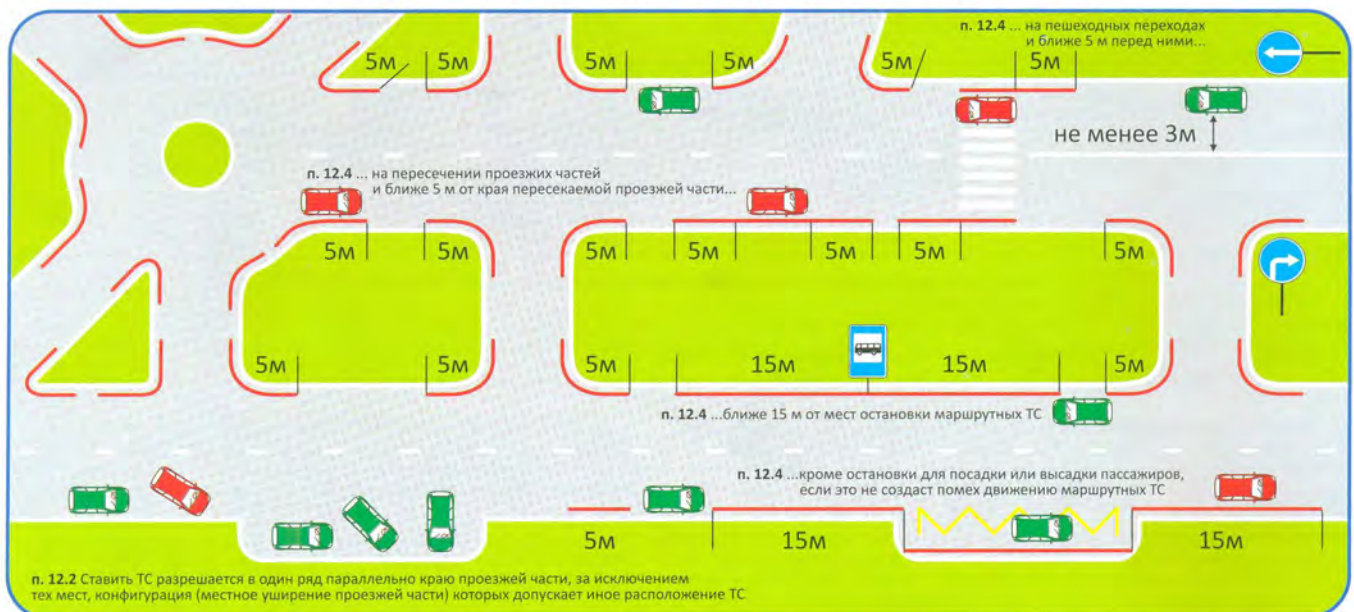 п. 12.4 ... на пешеходных переходах
и ближе 5 м перед ними...
5м 5м 5м 5м 5м 5м
не менее 3м
п. 12.4 ... на пересечении проезжих частей
и ближе 5 м от края пересекаемой проезжей части...
5м 5м 5м 5м 5м 5м 5м
5м 5м 5м 15м 15м 5м
п. 12.4 ...ближе 15 м от мест остановки маршрутных ТС
п. 12.4 ...кроме остановки для посадки или высадки пассажиров,
если это не создаст помех движению маршрутных ТС
5м 15м 15м
п. 12.2 Ставить ТС разрешается в один ряд параллельно краю проезжей части, за исключением
тех мест, конфигурация (местное уширение проезжей части) которых допускает иное расположение ТС